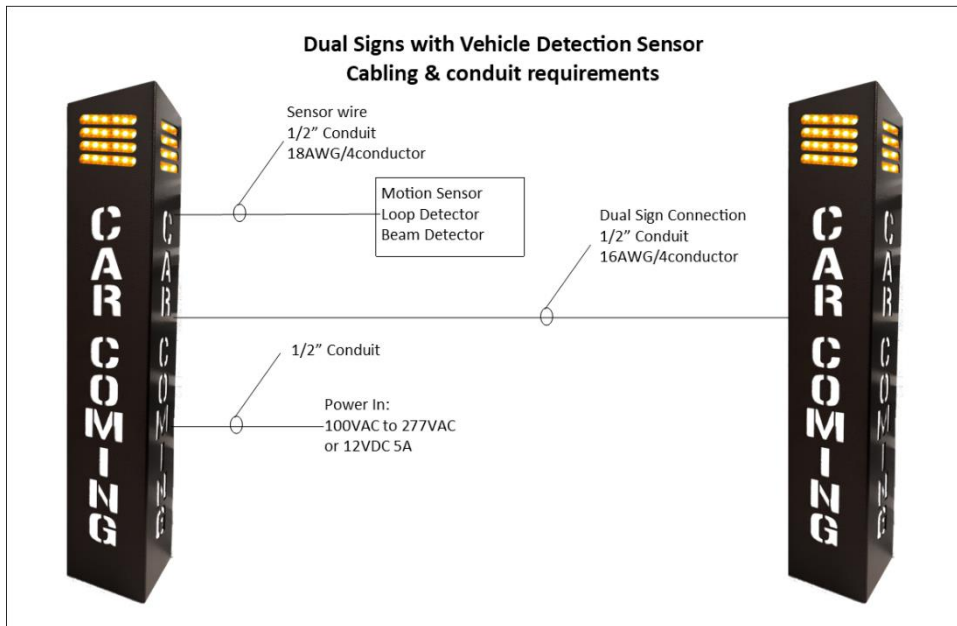 Dual Signs with Vehicle Detection Sensor
Cabling & conduit requirements
Sensor wire
1/2” Conduit
18AWG/4conductor
Motion Sensor
Loop Detector
Beam Detector
Dual Sign Connection
1/2” Conduit
16AWG/4conductor
1/2” Conduit
Power In:
100VAC to 277VAC
or 12VDC 5A
CAR COMING
CAR COMING
CAR COMING
CAR COMING